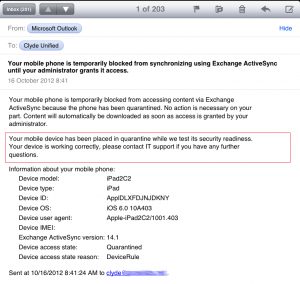 Inbox (291)
1 of 203
From: Microsoft Outlook
Hide
To: Clyde Unified
Your mobile phone is temporarily blocked from synchronizing using Exchange ActiveSync
until your administrator grants it access.
16 October 2012 8:41
Your mobile phone is temporarily blocked from accessing content via Exchange
ActiveSync because the phone has been quarantined. No action is necessary on your
part. Content will automatically be downloaded as soon as access is granted by your
administrator.
Your mobile device has been placed in quarantine while we test its security readiness.
Your device is working correctly, please contact IT support if you have any further
questions.
Information about your mobile phone:
Device model: iPad2C2
Device type: iPad
Device ID: ApplDLXFDJNJDKNY
Device OS: iOS 6.0 10A403
Device user agent: Apple-iPad2C2/1001.403
Device IMEI:
Exchange ActiveSync version: 14.1
Device access state: Quarantined
Device access state reason: DeviceRule
Sent at 10/16/2012 8:41:24 AM to clyde@